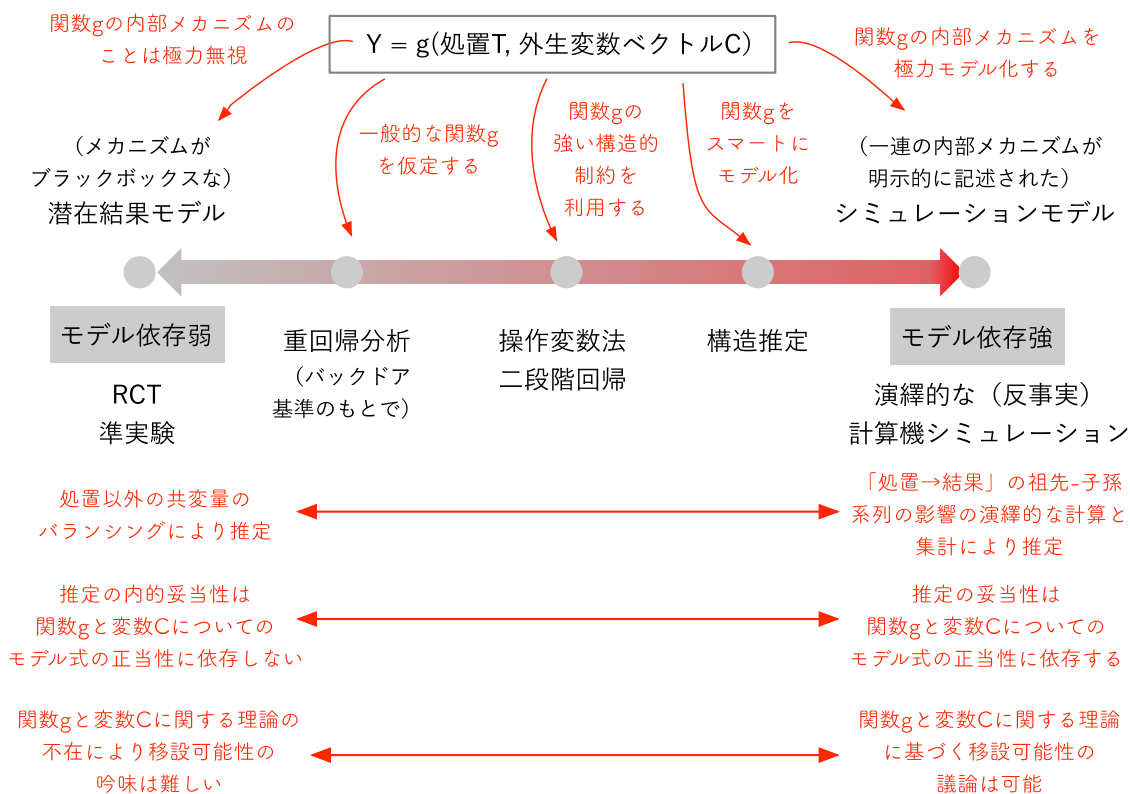 関数gの内部メカニズムの
ことは極力無視
Y = g(処置T, 外生変数ベクトルC)
関数gの内部メカニズムを
極力モデル化する
一般的な関数g
を仮定する
関数gの
強い構造的
制約を
利用する
関数gを
スマートに
モデル化
（メカニズムが
ブラックボックスな）
潜在結果モデル
（一連の内部メカニズムが
明示的に記述された）
シミュレーションモデル
モデル依存弱
RCT
準実験
重回帰分析
（バックドア
基準のもとで）
操作変数法
二段階回帰
構造推定
モデル依存強
演繹的な（反事実）
計算機シミュレーション
処置以外の共変量の
バランシングにより推定
「処置→結果」の祖先-子孫
系列の影響の演繹的な計算と
集計により推定
推定の内的妥当性は
関数gと変数Cについての
モデル式の正当性に依存しない
推定の妥当性は
関数gと変数Cについての
モデル式の正当性に依存する
関数gと変数Cに関する理論の
不在により移設可能性の
吟味は難しい
関数gと変数Cに関する理論
に基づく移設可能性の
議論は可能